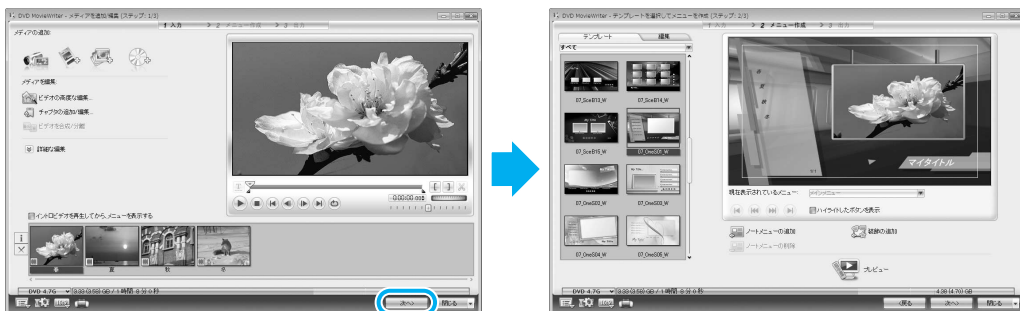 DVD MovieWriter - メディアを追加/編集 (ステップ: 1/3)
1 入力 2 メニュー作成 3 出力
メディアの追加:
メディアを編集:
ビデオの高度な編集...
チャプタの追加/編集...
ビデオを合成/分離
詳細な編集
イントロビデオを再生してから、メニューを表示する
春 夏 秋 冬
DVD 4.7G
次へ> 閉じる
DVD MovieWriter - テンプレートを選択してメニューを作成 (ステップ: 2/3)
1 入力 2 メニュー作成 3 出力
テンプレート 編集
すべて
07_SceB13_W 07_SceB14_W
07_SceB15_W 07_OneS01_W
07_OneS02_W 07_OneS03_W
07_OneS04_W 07_OneS05_W
マイタイトル
現在表示されているメニュー: メインメニュー
ハイライトしたボタンを表示
ノートメニューの追加 装飾の追加
ノートメニューの削除
プレビュー
DVD 4.7G 4.38 (4.70) GB
<戻る 次へ> 閉じる